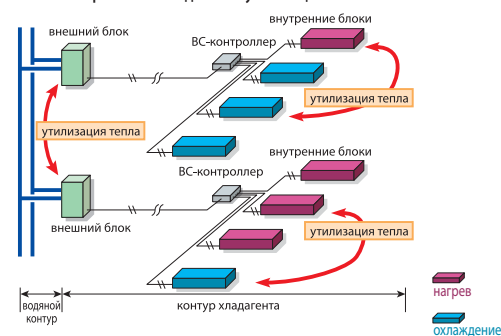 внутренние блоки
внешний блок
ВС-контроллер
утилизация тепла
утилизация тепла
внутренние блоки
ВС-контроллер
внешний блок
утилизация тепла
нагрев
водяной
контур
контур хладагента
охлаждение